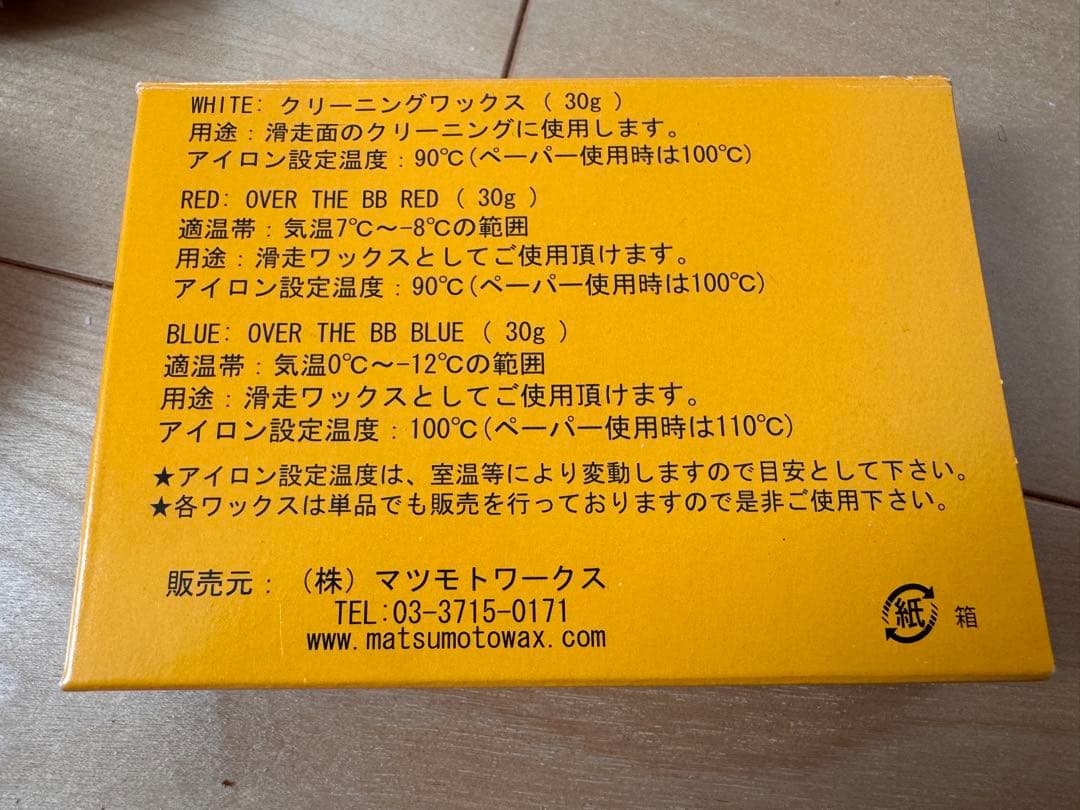 WHITE: クリーニングワックス ( 30g )
用途：滑走面のクリーニングに使用します。
アイロン設定温度：90℃(ペーパー使用時は100℃)
RED: OVER THE BB RED ( 30g )
適温帯：気温7℃〜-8℃の範囲
用途：滑走ワックスとしてご使用頂けます。
アイロン設定温度：90℃(ペーパー使用時は100℃)
BLUE: OVER THE BB BLUE ( 30g )
適温帯：気温0℃〜-12℃の範囲
用途：滑走ワックスとしてご使用頂けます。
アイロン設定温度：100℃(ペーパー使用時は110℃)
★アイロン設定温度は、室温等により変動しますので目安として下さい。
★各ワックスは単品でも販売を行っておりますので是非ご使用下さい。
販売元：（株）マツモトワークス
TEL:03-3715-0171
www.matsumotowax.com
紙 箱